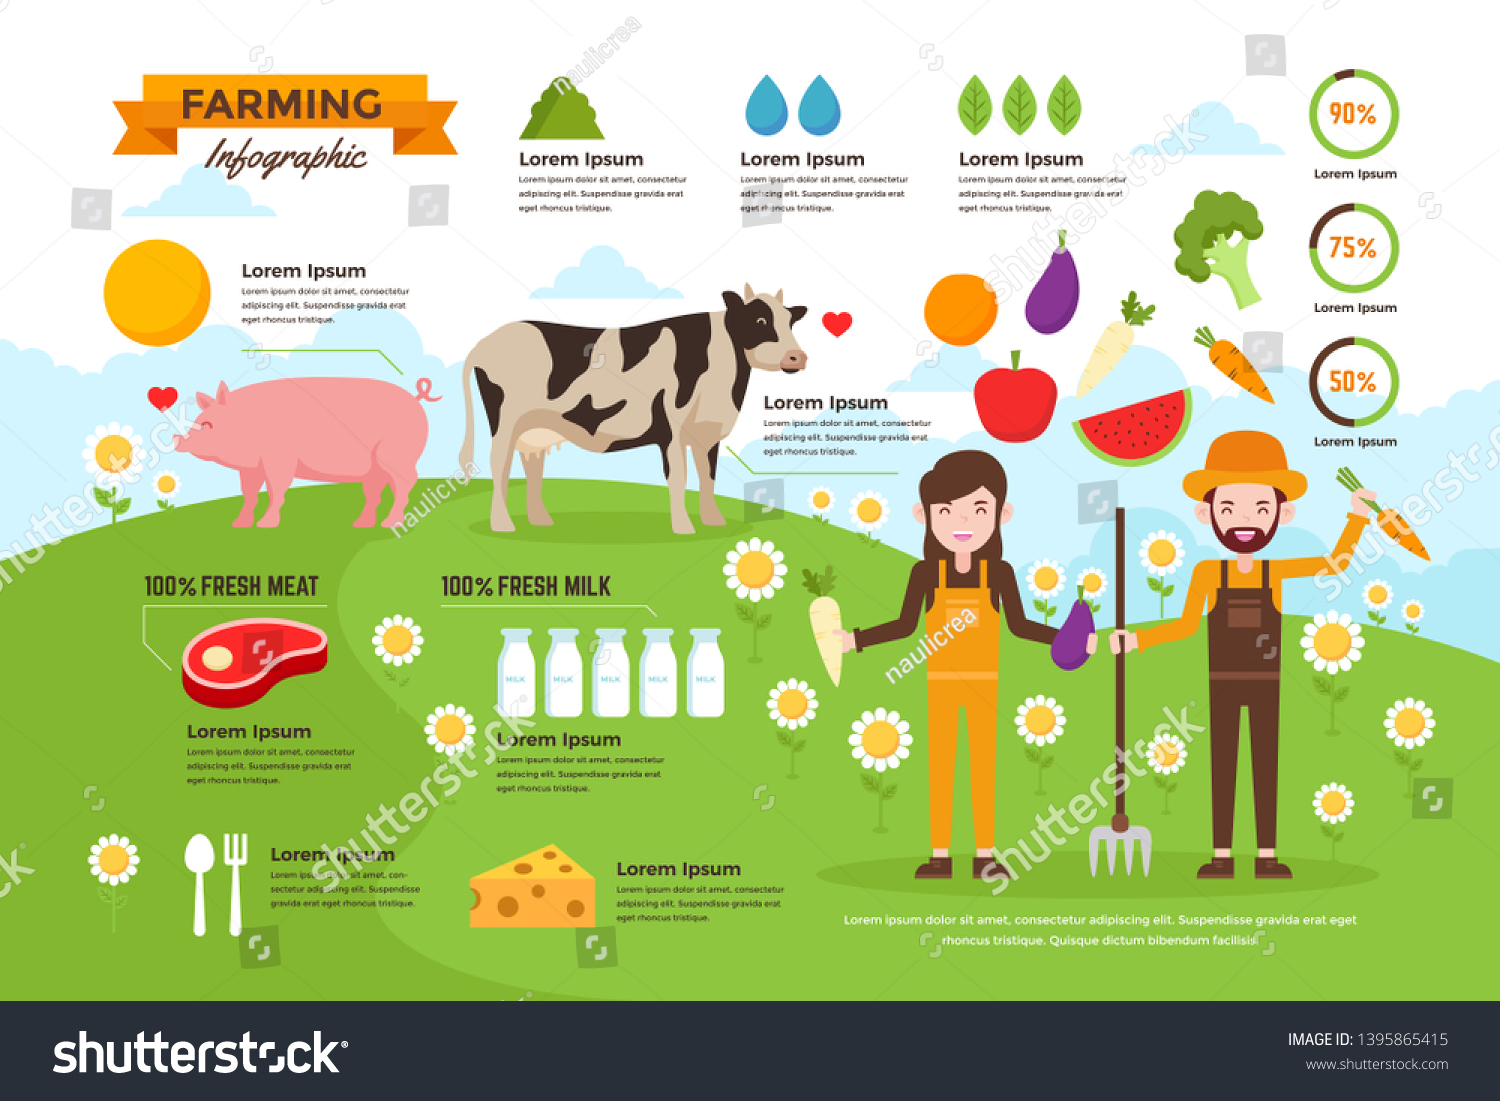 FARMING
Infographic
Lorem Ipsum
Lorem ipsum dolor sit amet, consectetur
adipiscing elit. Suspendisse gravida erat
eget rhoncus tristique.
Lorem Ipsum
Lorem ipsum dolor sit amet, consectetur
adipiscing elit. Suspendisse gravida erat
eget rhoncus tristique.
Lorem Ipsum
Lorem ipsum dolor sit amet, consectetur
adipiscing elit. Suspendisse gravida erat
eget rhoncus tristique.
90%
Lorem Ipsum
75%
Lorem Ipsum
50%
Lorem Ipsum
Lorem Ipsum
Lorem ipsum dolor sit amet, consectetur
adipiscing elit. Suspendisse gravida erat
eget rhoncus tristique.
Lorem Ipsum
Lorem ipsum dolor sit amet, consectetur
adipiscing elit. Suspendisse gravida erat
eget rhoncus tristique.
100% FRESH MEAT
Lorem Ipsum
Lorem ipsum dolor sit amet, consectetur
adipiscing elit. Suspendisse gravida erat
eget rhoncus tristique.
100% FRESH MILK
MILK
MILK
MILK
MILK
MILK
Lorem Ipsum
Lorem ipsum dolor sit amet, consectetur
adipiscing elit. Suspendisse gravida erat
eget rhoncus tristique.
Lorem Ipsum
Lorem ipsum dolor sit amet, con-
sectetur adipiscing elit. Suspendisse
gravida erat eget rhoncus tristique.
Lorem Ipsum
Lorem ipsum dolor sit amet, consectetur
adipiscing elit. Suspendisse gravida erat
eget rhoncus tristique.
Lorem ipsum dolor sit amet, consectetur adipiscing elit. Suspendisse gravida erat eget
rhoncus tristique. Quisque dictum bibendum facilisis.
shutterstock
shutterstock
shutterstock
shutterstock
shutterstock
shutterstock
naulicrea
naulicrea
naulicrea
shutterstock®
IMAGE ID: 1395865415
www.shutterstock.com